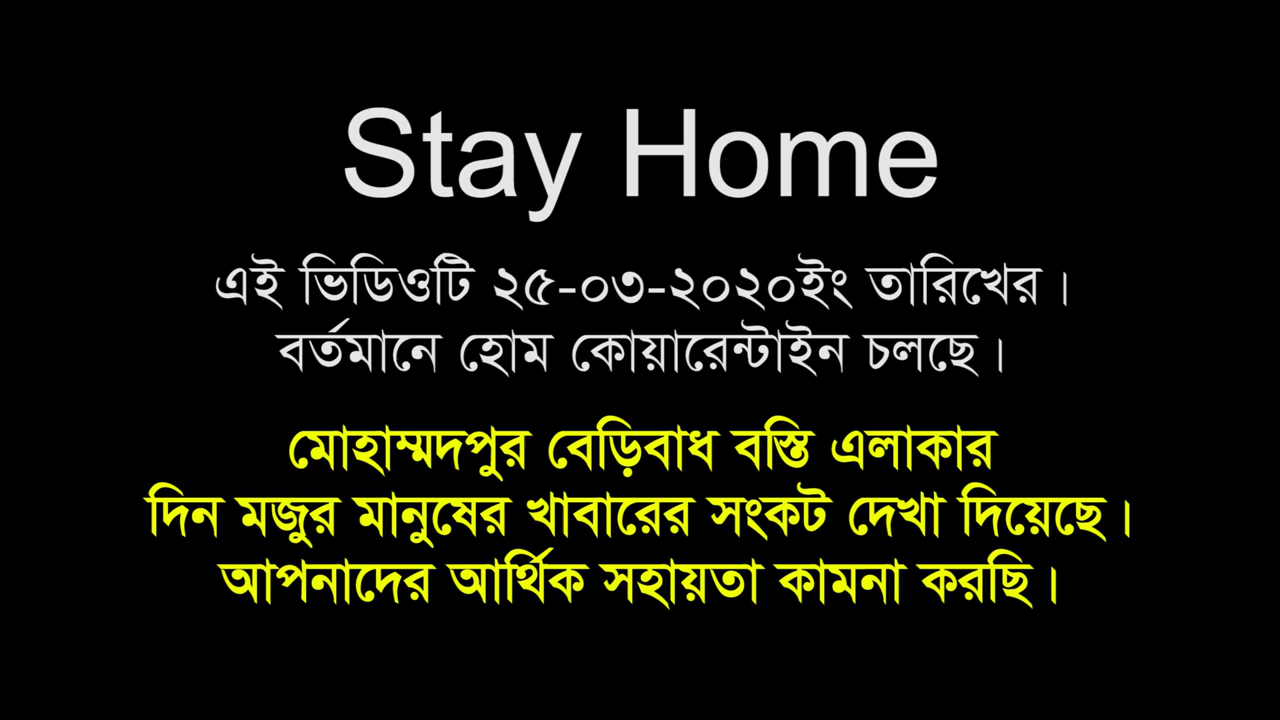 Stay Home
এই ভিডিওটি ২৫-০৩-২০২০ইং তারিখের।
বর্তমানে হোম কোয়ারেন্টাইন চলছে।
মোহাম্মদপুর বেড়িবাধ বস্তি এলাকার
দিন মজুর মানুষের খাবারের সংকট দেখা দিয়েছে।
আপনাদের আর্থিক সহায়তা কামনা করছি।